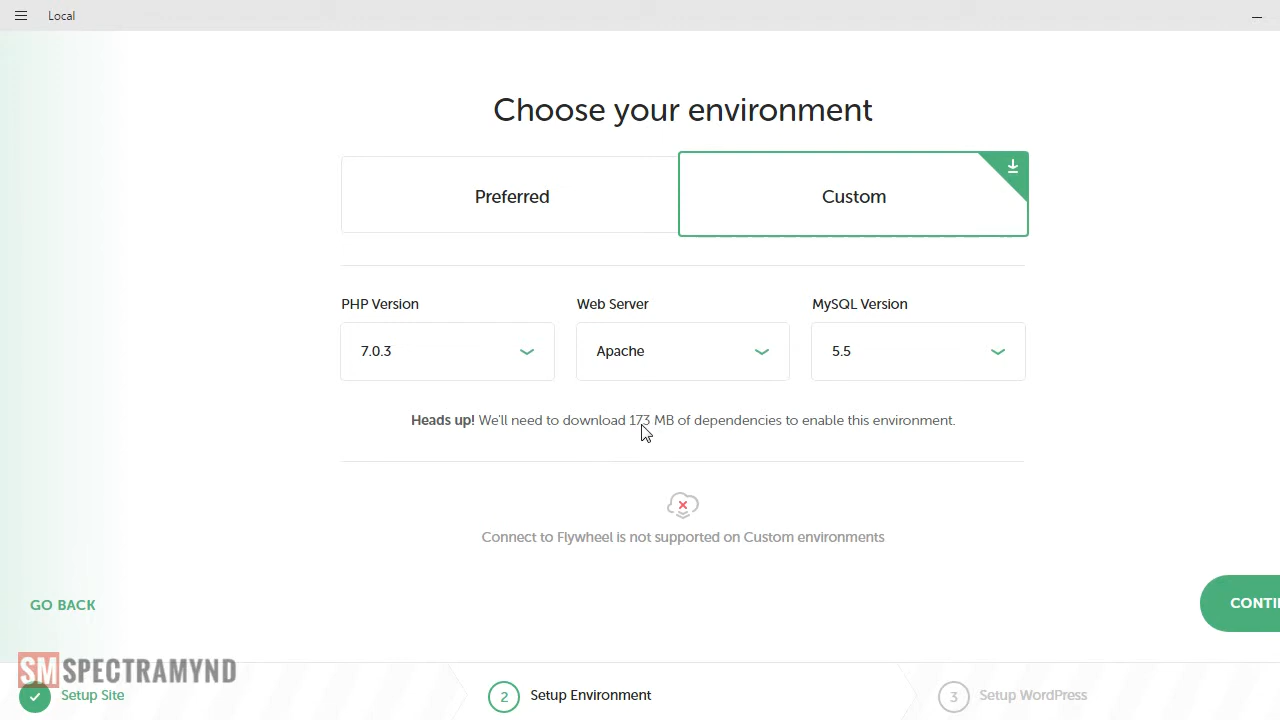 Local
Choose your environment
Preferred
Custom
PHP Version
Web Server
MySQL Version
7.0.3
Apache
5.5
Heads up! We'll need to download 173 MB of dependencies to enable this environment.
Connect to Flywheel is not supported on Custom environments
GO BACK
CONTI
SM SPECTRAMYND
Setup Site
2 Setup Environment
3 Setup WordPress